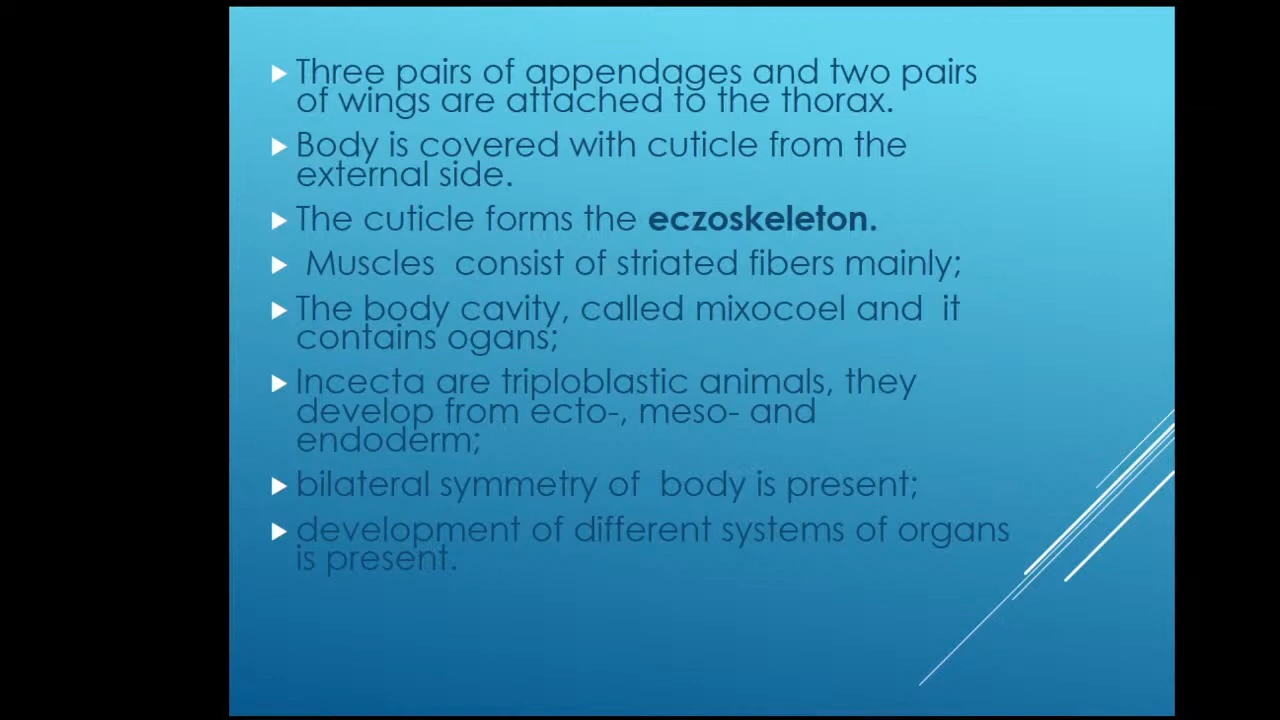 Three pairs of appendages and two pairs
of wings are attached to the thorax.
Body is covered with cuticle from the
external side.
The cuticle forms the eczoskeleton.
Muscles consist of striated fibers mainly;
The body cavity, called mixocoel and it
contains ogans;
Incecta are triploblastic animals, they
develop from ecto-, meso- and
endoderm;
bilateral symmetry of body is present;
development of different systems of organs
is present.